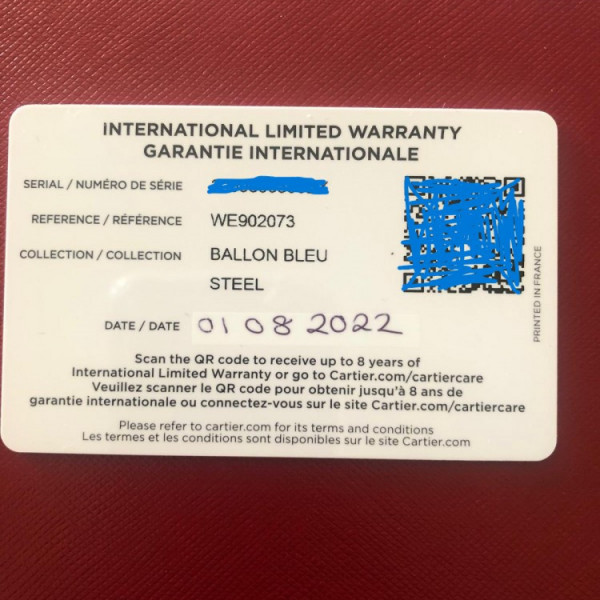 INTERNATIONAL LIMITED WARRANTY
GARANTIE INTERNATIONALE
SERIAL / NUMÉRO DE SÉRIE
REFERENCE / RÉFÉRENCE WE902073
COLLECTION / COLLECTION BALLON BLEU
STEEL
DATE / DATE 01 08 2022
PRINTED IN FRANCE
Scan the QR code to receive up to 8 years of
International Limited Warranty or go to Cartier.com/cartiercare
Veuillez scanner le QR code pour obtenir jusqu'à 8 ans de
garantie internationale ou connectez-vous sur le site Cartier.com/cartiercare
Please refer to cartier.com for its terms and conditions
Les termes et les conditions sont disponibles sur le site Cartier.com